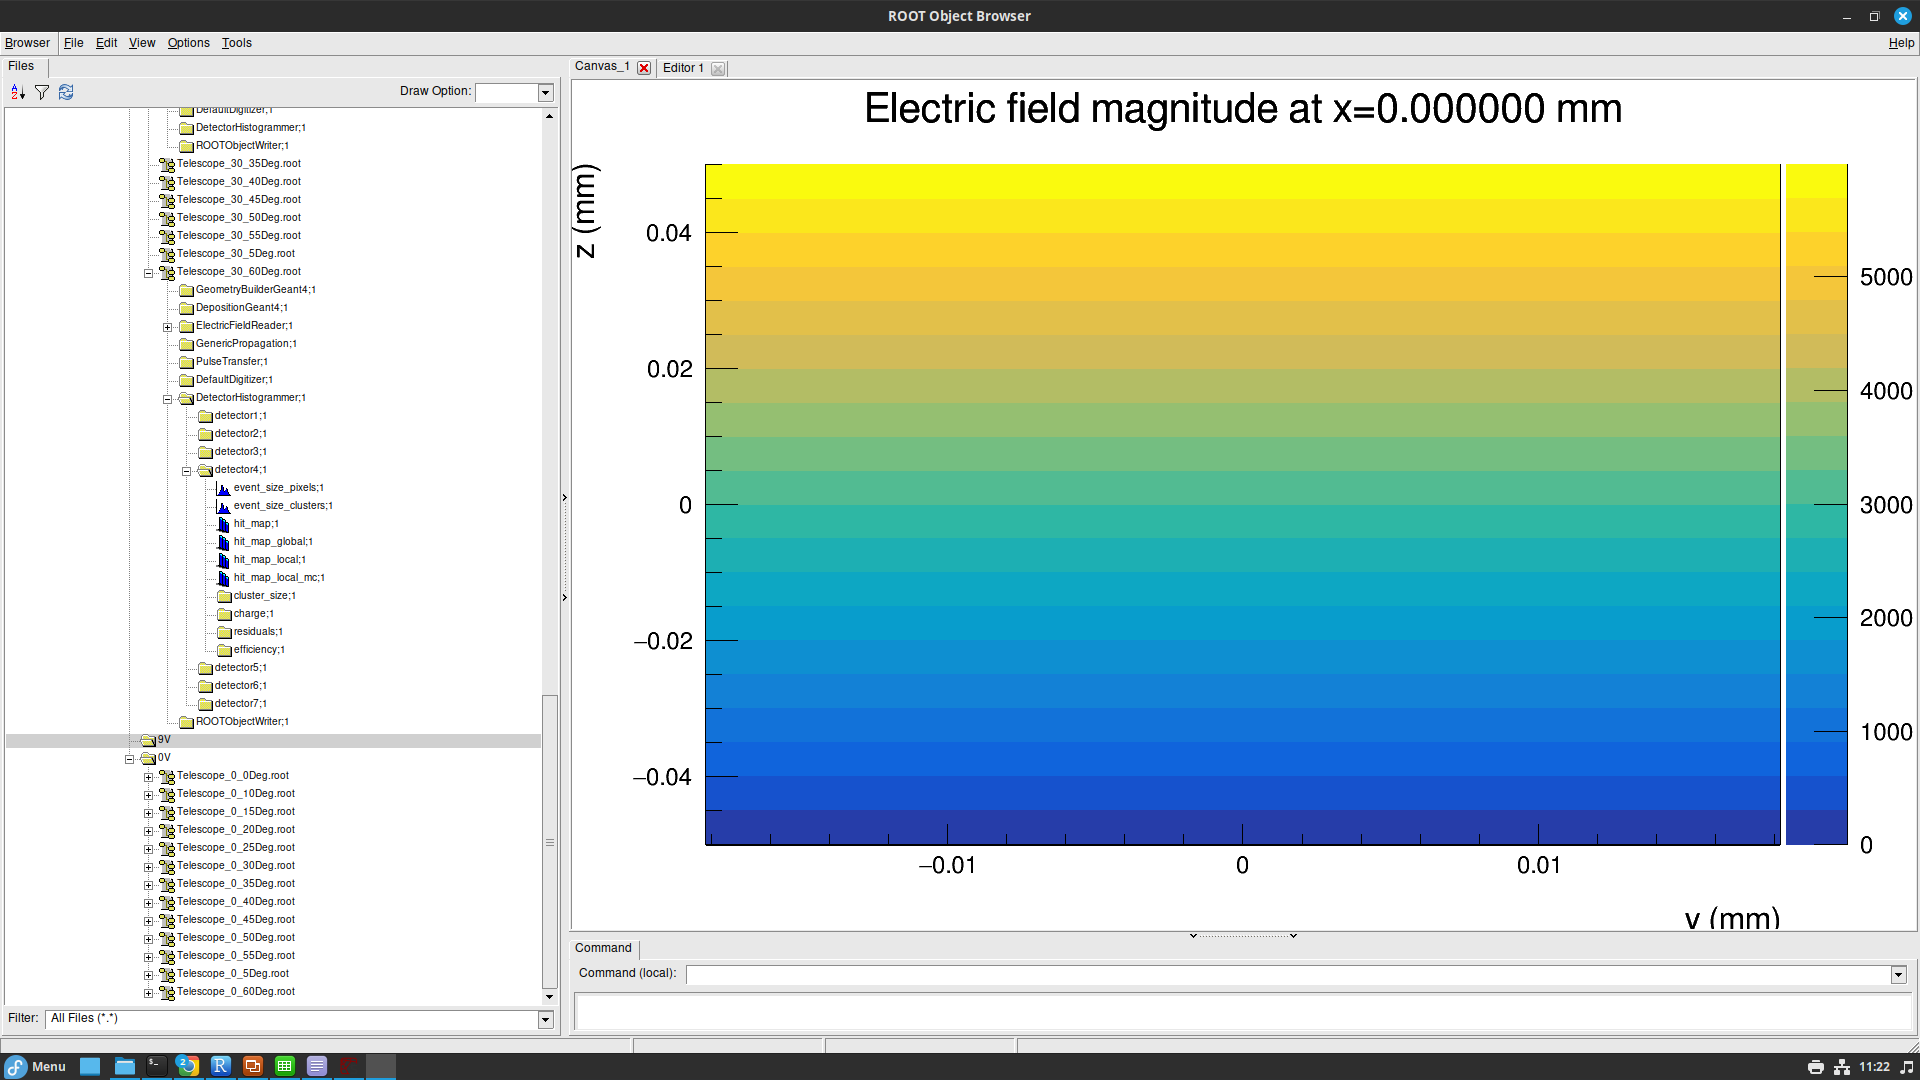 ROOT Object Browser
Browser File Edit View Options Tools Help
Files
Draw Option:
DefaultDigitizer;1
DetectorHistogrammer;1
ROOTObjectWriter;1
Telescope_30_35Deg.root
Telescope_30_40Deg.root
Telescope_30_45Deg.root
Telescope_30_50Deg.root
Telescope_30_55Deg.root
Telescope_30_5Deg.root
Telescope_30_60Deg.root
GeometryBuilderGeant4;1
DepositionGeant4;1
ElectricFieldReader;1
GenericPropagation;1
PulseTransfer;1
DefaultDigitizer;1
DetectorHistogrammer;1
detector1;1
detector2;1
detector3;1
detector4;1
event_size_pixels;1
event_size_clusters;1
hit_map;1
hit_map_global;1
hit_map_local;1
hit_map_local_mc;1
cluster_size;1
charge;1
residuals;1
efficiency;1
detector5;1
detector6;1
detector7;1
ROOTObjectWriter;1
9V
0V
Telescope_0_0Deg.root
Telescope_0_10Deg.root
Telescope_0_15Deg.root
Telescope_0_20Deg.root
Telescope_0_25Deg.root
Telescope_0_30Deg.root
Telescope_0_35Deg.root
Telescope_0_40Deg.root
Telescope_0_45Deg.root
Telescope_0_50Deg.root
Telescope_0_55Deg.root
Telescope_0_5Deg.root
Telescope_0_60Deg.root
Filter: All Files (*.*)
Canvas_1 Editor 1
Electric field magnitude at x=0.000000 mm
z (mm)
0.04
0.02
0
−0.02
−0.04
−0.01 0 0.01
y (mm)
5000
4000
3000
2000
1000
0
Command
Command (local):
Menu
2
R
11:22